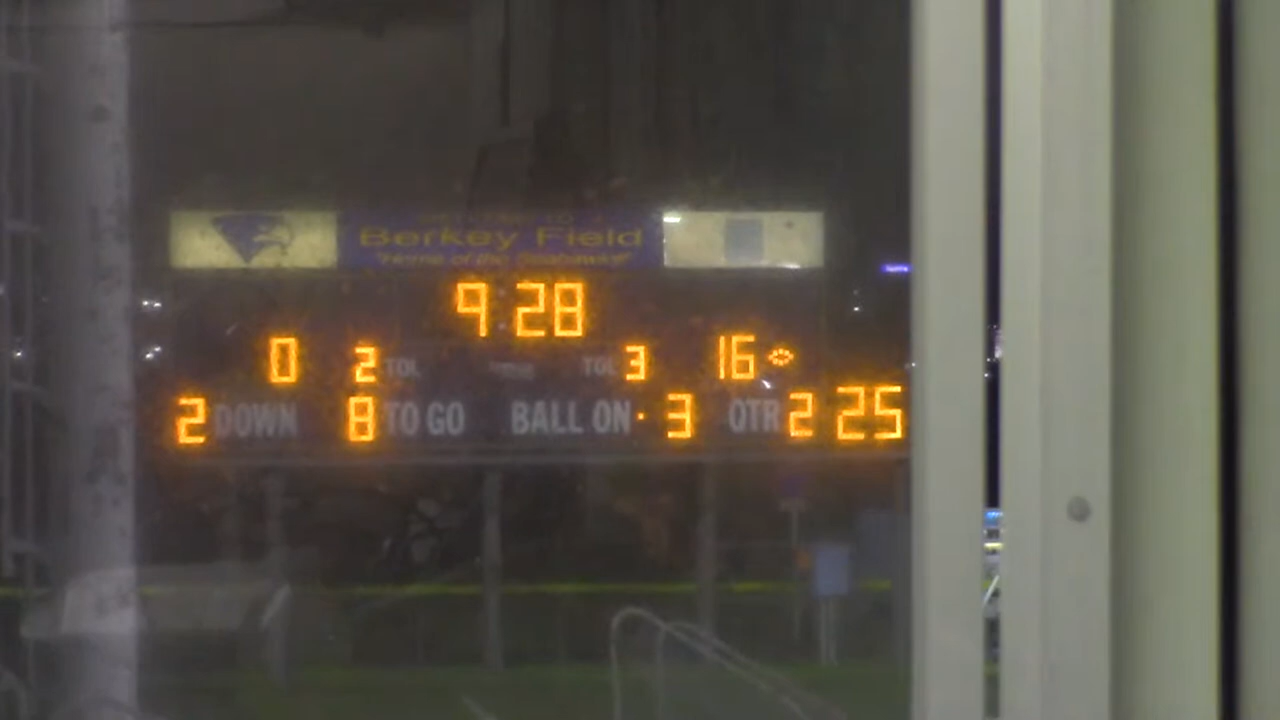 Berkey Field
"Home of the Seahawks"
9:28
0 2 TOL TOL 3 16
2 DOWN 8 TO GO BALL ON 3 QTR 2 25